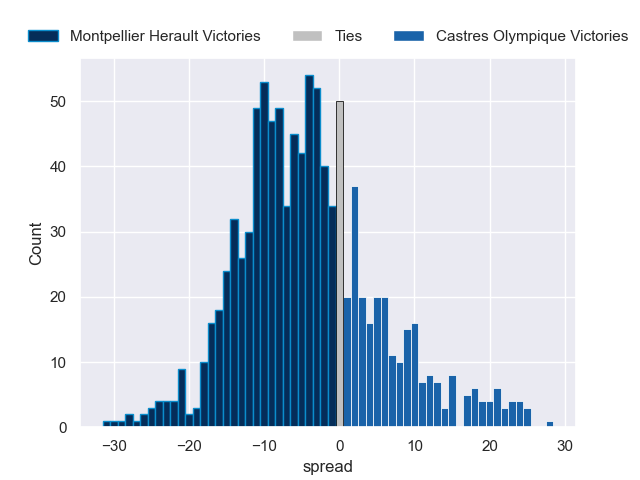 Montpellier Herault Victories Ties Castres Olympique Victories
50
40
30
20
10
0
Count
−30 −20 −10 0 10 20 30
spread